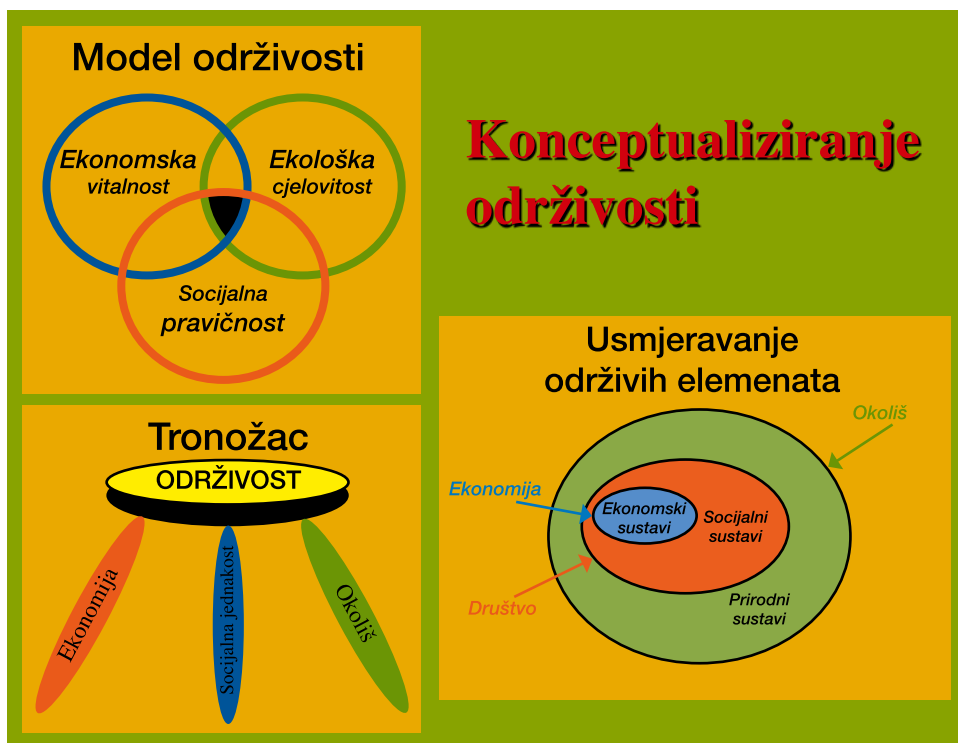 Model održivosti
Ekonomska
vitalnost
Ekološka
cjelovitost
Socijalna
pravičnost
Konceptualiziranje
održivosti
Tronožac
ODRŽIVOST
Ekonomija
Socijalna jednakost
Okoliš
Usmjeravanje
održivih elemenata
Okoliš
Ekonomija
Ekonomski
sustavi
Socijalni
sustavi
Društvo
Prirodni
sustavi